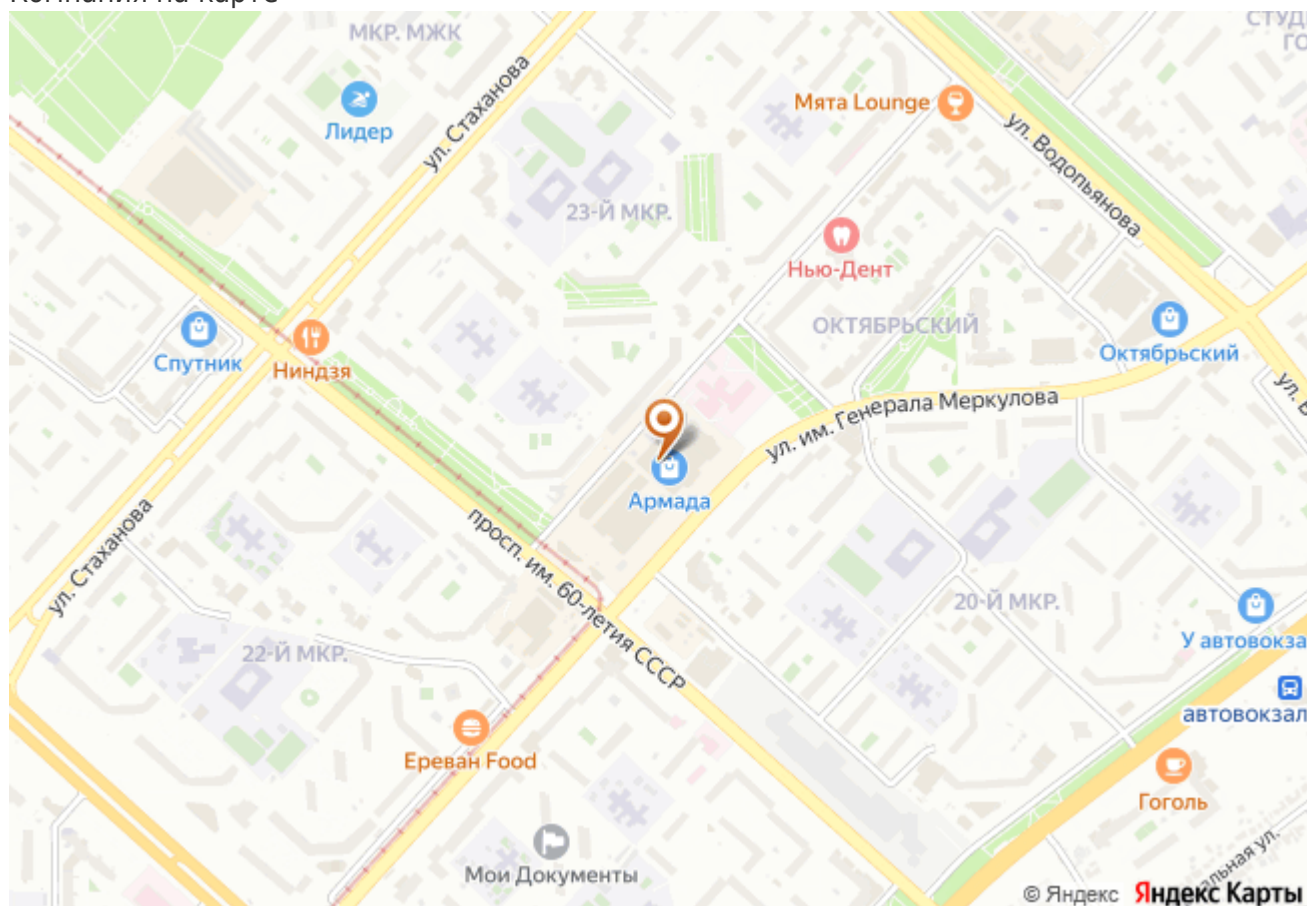 МКР. МЖК
Лидер
ул. Стаханова
Мята Lounge
ул. Водопьянова
23-Й МКР.
Нью-Дент
ОКТЯБРЬСКИЙ
Октябрьский
Спутник
Ниндзя
ул. им. Генерала Меркулова
Армада
просп. им. 60-летия СССР
ул. Стаханова
20-Й МКР.
22-Й МКР.
автовокзал
Ереван Food
Гоголь
Мои Документы
© Яндекс Яндекс Карты